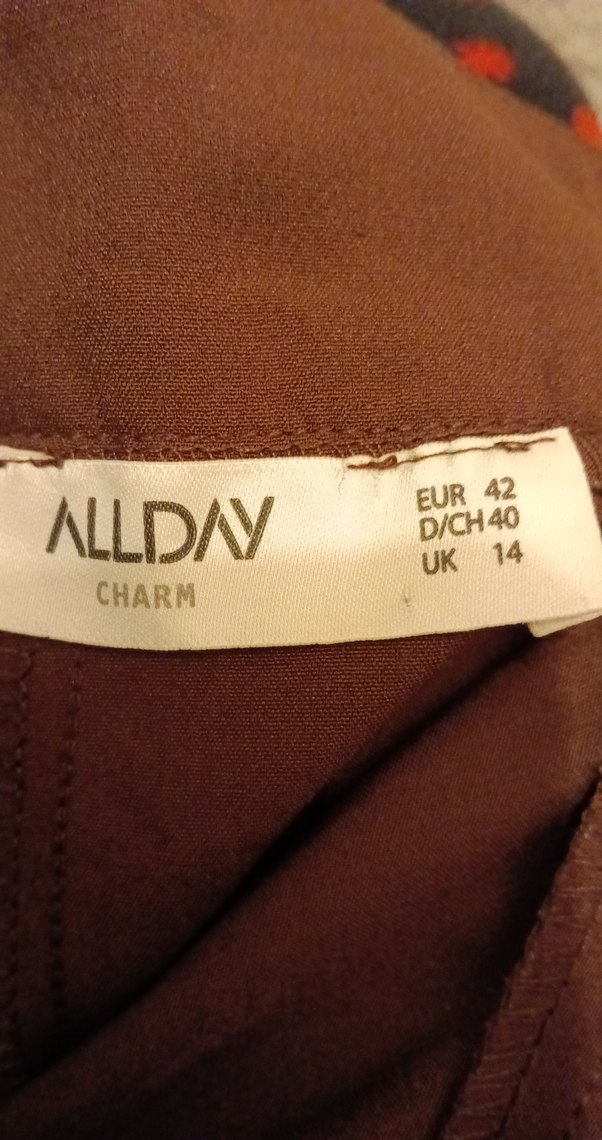 ALLDAY
CHARM
EUR 42
D/CH 40
UK 14